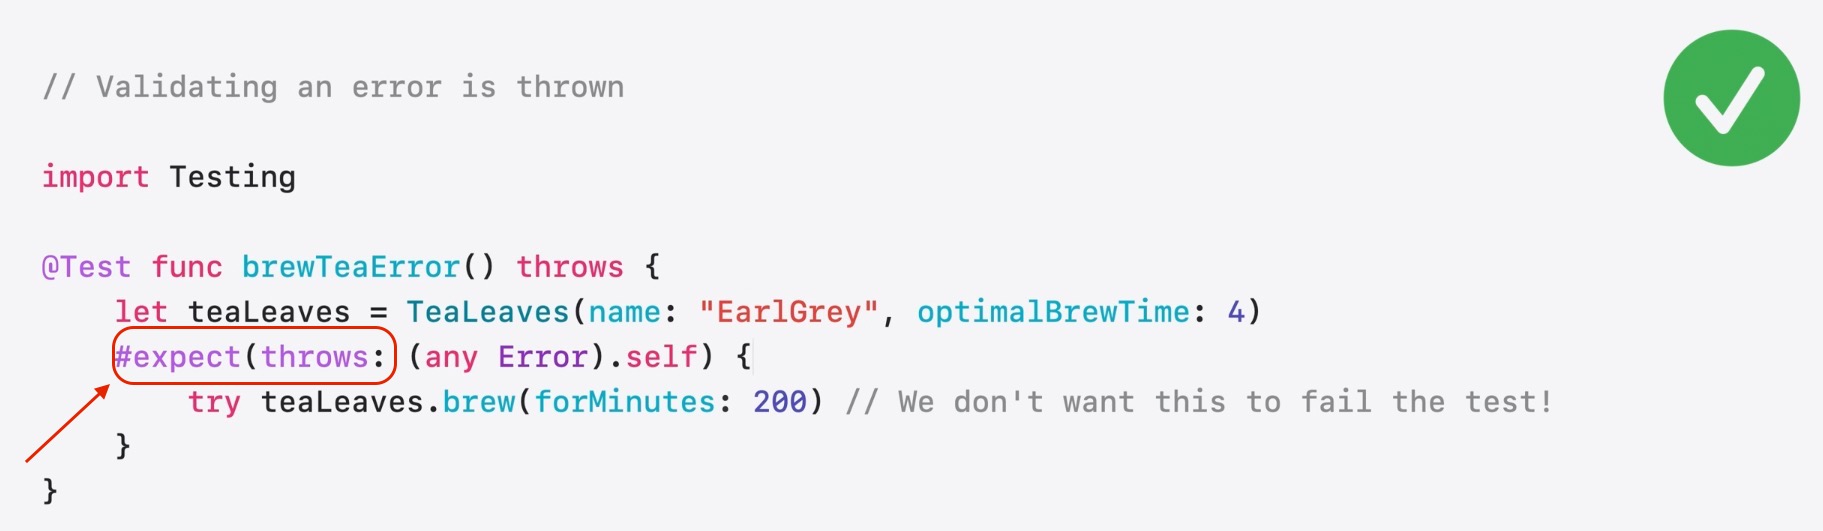 // Validating an error is thrown
import Testing
@Test func brewTeaError() throws {
let teaLeaves = TeaLeaves(name: "EarlGrey", optimalBrewTime: 4)
#expect(throws: (any Error).self) {
try teaLeaves.brew(forMinutes: 200) // We don't want this to fail the test!
}
}